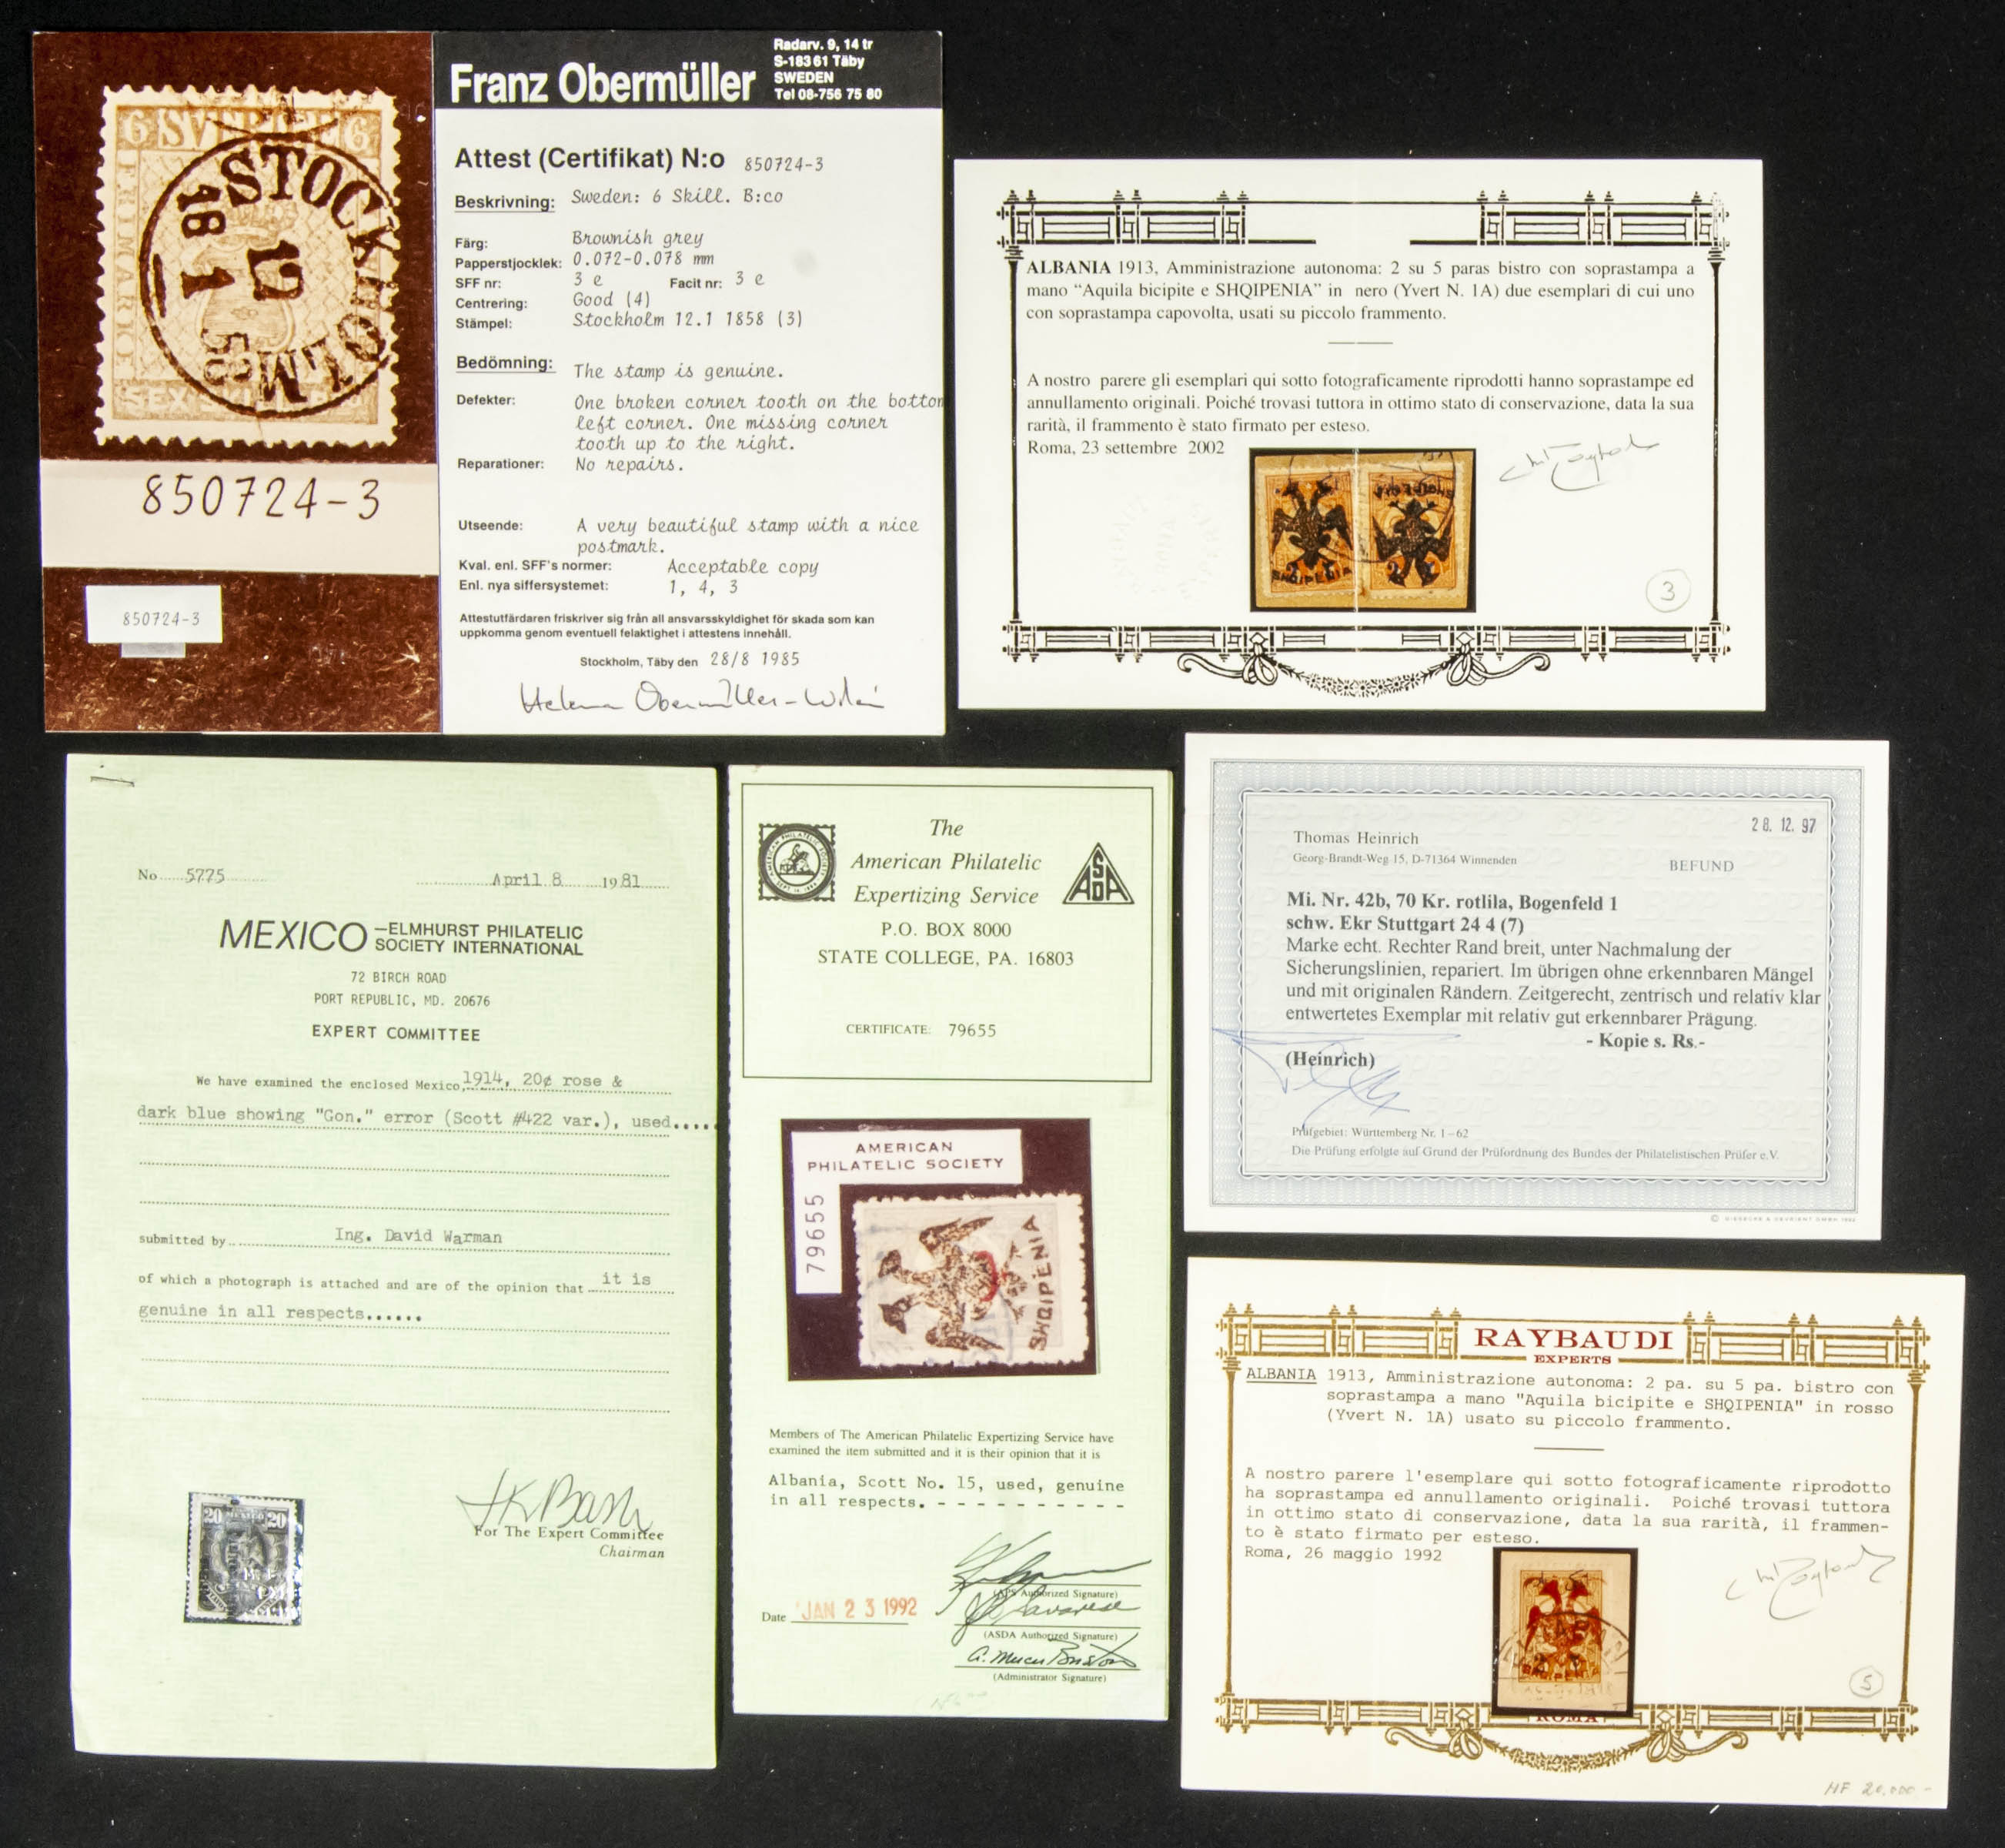 6 SVERIGE 6
FRIMARKE
STOCKHOLM
12
1
1858
850724-3
850724-3
Franz Obermüller
Radarv. 9, 14 tr
S-183 61 Täby
SWEDEN
Tel 08-756 75 80
Attest (Certifikat) N:o 850724-3
Beskrivning: Sweden: 6 Skill. B:co
Färg: Brownish grey
Papperstjocklek: 0.072-0.078 mm
SFF nr: 3 e Facit nr: 3 e
Centrering: Good (4)
Stämpel: Stockholm 12.1 1858 (3)
Bedömning: The stamp is genuine.
Defekter: One broken corner tooth on the bottom
left corner. One missing corner
tooth up to the right.
Reparationer: No repairs.
Utseende: A very beautiful stamp with a nice
postmark.
Kval. enl. SFF's normer: Acceptable copy
Enl. nya siffersystemet: 1, 4, 3
Attestutfärdaren friskriver sig från all ansvarsskyldighet för skada som kan
uppkomma genom eventuell felaktighet i attestens innehåll.
Stockholm, Täby den 28/8 1985
Helena Obermüller-Wilén
ALBANIA 1913, Amministrazione autonoma: 2 su 5 paras bistro con soprastampa a
mano “Aquila bicipite e SHQIPENIA” in nero (Yvert N. 1A) due esemplari di cui uno
con soprastampa capovolta, usati su piccolo frammento.
A nostro parere gli esemplari qui sotto fotograficamente riprodotti hanno soprastampe ed
annullamento originali. Poiché trovasi tuttora in ottimo stato di conservazione, data la sua
rarità, il frammento è stato firmato per esteso.
Roma, 23 settembre 2002
SHQIPENIA
3
No 5775
April 8 1981
MEXICO
—ELMHURST PHILATELIC
SOCIETY INTERNATIONAL
72 BIRCH ROAD
PORT REPUBLIC, MD. 20676
EXPERT COMMITTEE
We have examined the enclosed Mexico, 1914, 20¢ rose &
dark blue showing "Gon." error (Scott #422 var.), used.....
submitted by Ing. David Warman
of which a photograph is attached and are of the opinion that it is
genuine in all respects......
20 MEXICO 20
For The Expert Committee
Chairman
The
American Philatelic
Expertizing Service
ASDA
P.O. BOX 8000
STATE COLLEGE, PA. 16803
CERTIFICATE: 79655
AMERICAN
PHILATELIC SOCIETY
79655
SHQIPENIA
Members of The American Philatelic Expertizing Service have
examined the item submitted and it is their opinion that it is
Albania, Scott No. 15, used, genuine
in all respects. - - - - - - - - - -
(APS Authorized Signature)
Date JAN 23 1992
(ASDA Authorized Signature)
(Administrator Signature)
28. 12. 97
Thomas Heinrich
Georg-Brandt-Weg 15, D-71364 Winnenden
BEFUND
Mi. Nr. 42b, 70 Kr. rotlila, Bogenfeld 1
schw. Ekr Stuttgart 24 4 (7)
Marke echt. Rechter Rand breit, unter Nachmalung der
Sicherungslinien, repariert. Im übrigen ohne erkennbaren Mängel
und mit originalen Rändern. Zeitgerecht, zentrisch und relativ klar
entwertetes Exemplar mit relativ gut erkennbarer Prägung.
- Kopie s. Rs.-
(Heinrich)
Prüfgebiet: Württemberg Nr. 1-62
Die Prüfung erfolgte auf Grund der Prüfordnung des Bundes der Philatelistischen Prüfer e.V.
RAYBAUDI
EXPERTS
ALBANIA 1913, Amministrazione autonoma: 2 pa. su 5 pa. bistro con
soprastampa a mano "Aquila bicipite e SHQIPENIA" in rosso
(Yvert N. 1A) usato su piccolo frammento.
A nostro parere l'esemplare qui sotto fotograficamente riprodotto
ha soprastampa ed annullamento originali. Poiché trovasi tuttora
in ottimo stato di conservazione, data la sua rarità, il frammen-
to è stato firmato per esteso.
Roma, 26 maggio 1992
SHQIPENIA
5
ROMA
HF 20.000 -